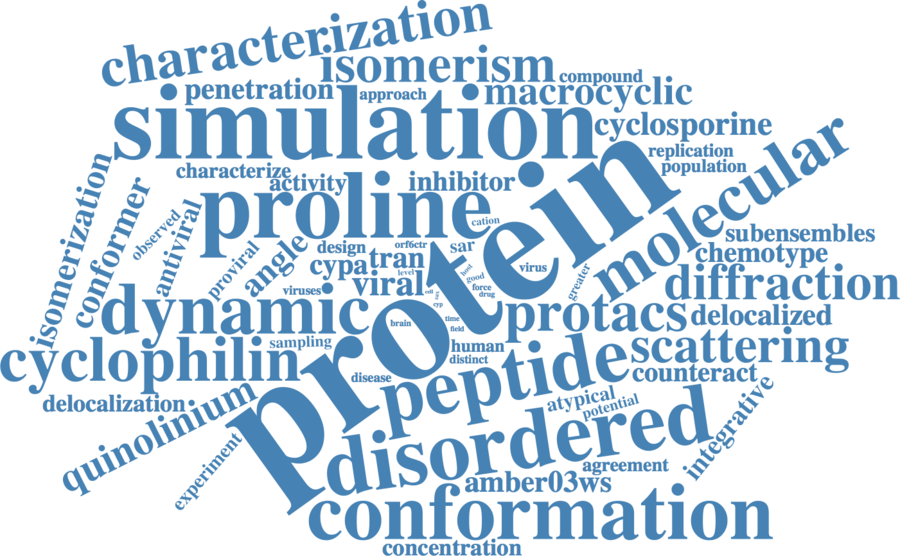 characterization
isomerism
compound
penetration
approach
macrocyclic
simulation
cyclosporine
replication
population
characterize
activity
inhibitor
molecular
isomerization
conformer
observed
antiviral
proline
cation
protein
subensembles
chemotype
design
orf6ctr
sar
angle
proviral
cypa
tran
level
host
good
virus
greater
diffraction
viruses
viral
force
drug
cyp
dynamic
brain
time
field
protacs
delocalized
sampling
human
distinct
scattering
cyclophilin
disease
peptide
counteract
delocalization
quinolinium
atypical
potential
integrative
experiment
disordered
agreement
amber03ws
conformation
concentration